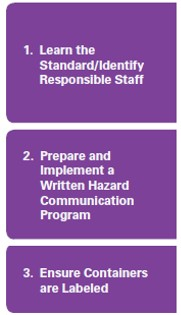 1. Learn the
Standard/Identify
Responsible Staff
2. Prepare and
Implement a
Written Hazard
Communication
Program
3. Ensure Containers
are Labeled